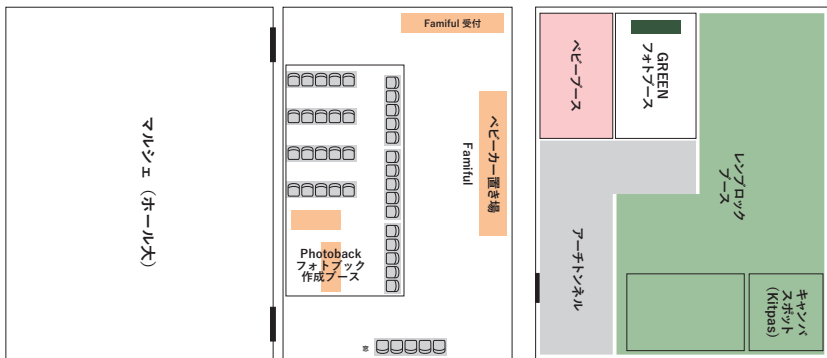 マルシェ（ホール大）
Famiful 受付
ベビーカー置き場
Famiful
Photoback
フォトブック
作成ブース
窓
ベビーブース
GREEN
フォトブース
レンブロック
ブース
アーチトンネル
キャンバ
スポット
(Kitpas)